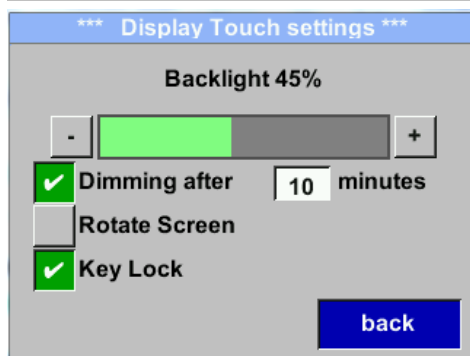 *** Display Touch settings ***
Backlight 45%
- +
Dimming after 10 minutes
Rotate Screen
Key Lock
back